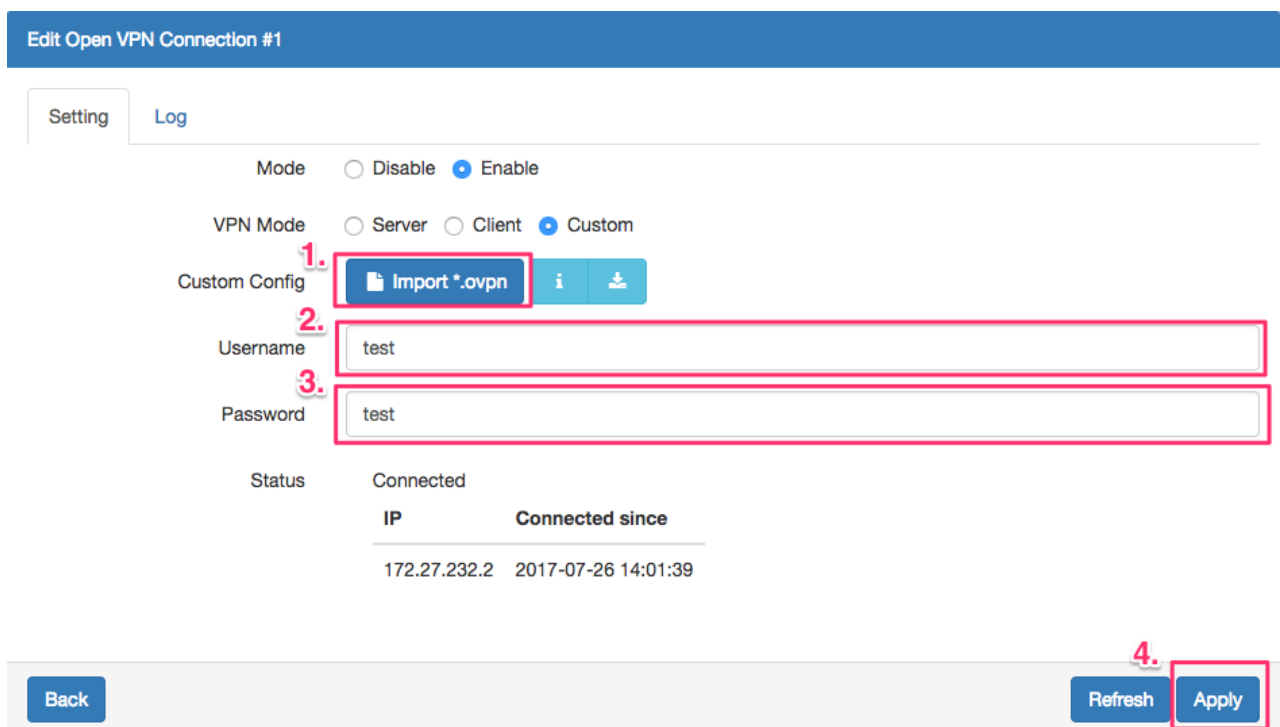 Edit Open VPN Connection #1
Setting Log
Mode Disable Enable
VPN Mode Server Client Custom
1.
Custom Config Import *.ovpn i
2.
Username test
3.
Password test
Status Connected
IP Connected since
172.27.232.2 2017-07-26 14:01:39
4.
Back Refresh Apply